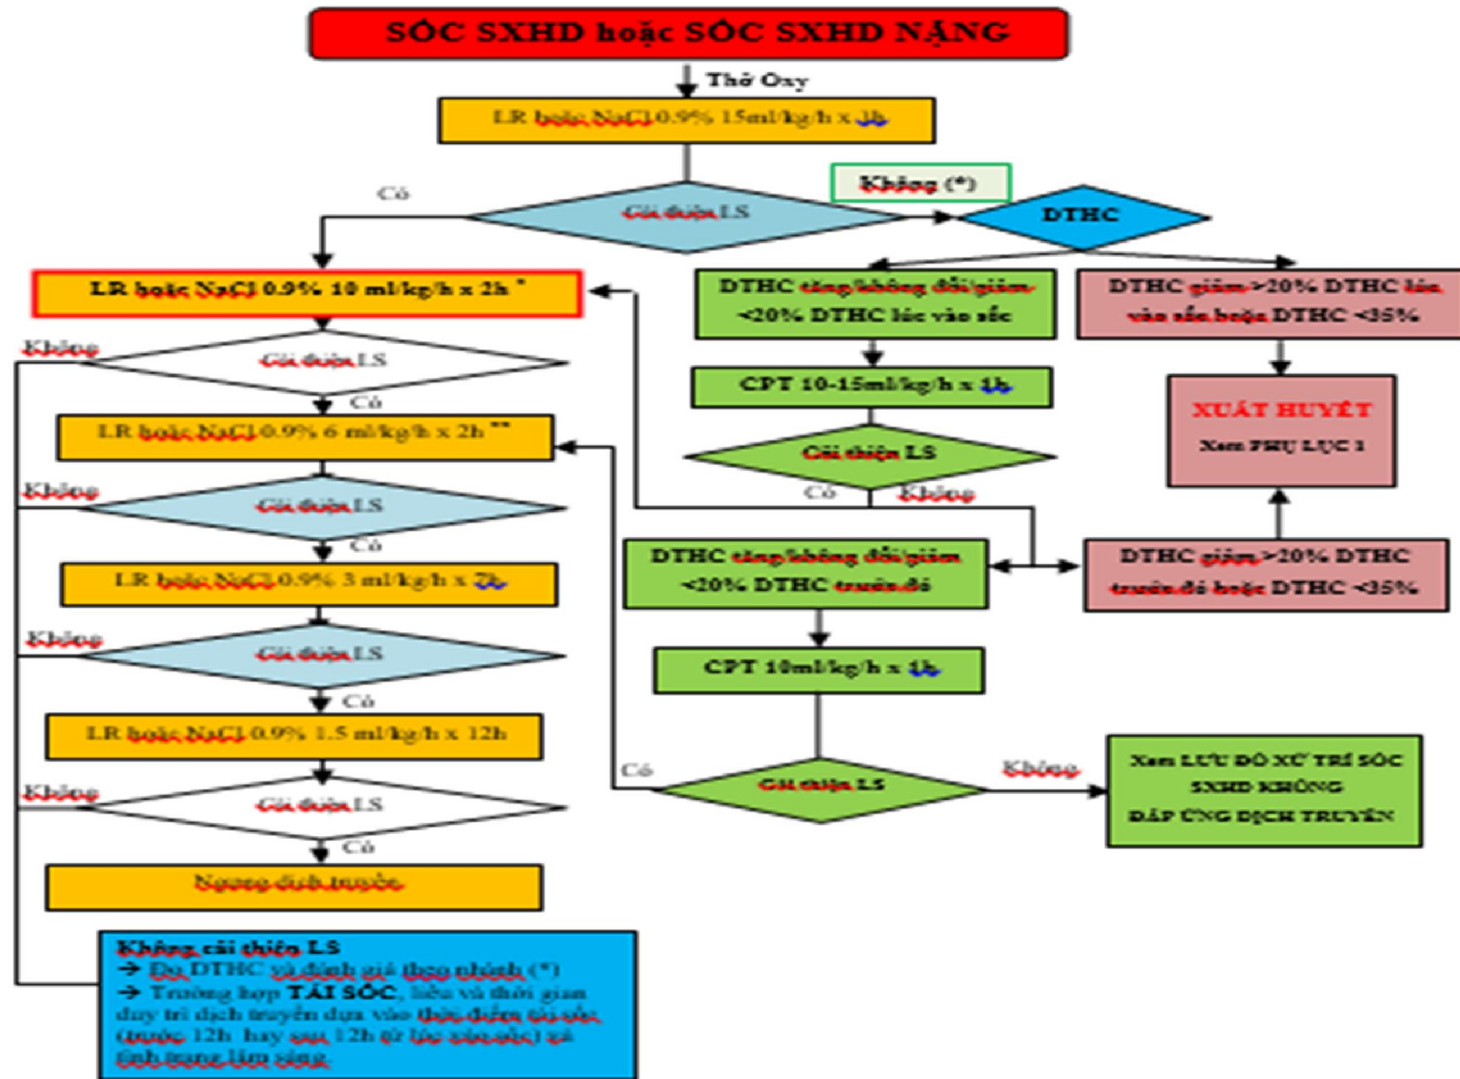 SỐC SXHD hoặc SỐC SXHD NẶNG
Thở Oxy
LR hoặc NaCl 0.9% 15ml/kg/h x 1h
Có
Cải thiện LS
Không (*)
DTHC
LR hoặc NaCl 0.9% 10 ml/kg/h x 2h *
DTHC tăng/không đổi/giảm
<20% DTHC lúc vào sốc
DTHC giảm >20% DTHC lúc
vào sốc hoặc DTHC <35%
Không
Cải thiện LS
Có
CPT 10-15ml/kg/h x 1h
XUẤT HUYẾT
Xem PHỤ LỤC 1
LR hoặc NaCl 0.9% 6 ml/kg/h x 2h **
Cải thiện LS
Có
Không
Không
Cải thiện LS
Có
DTHC tăng/không đổi/giảm
<20% DTHC trước đó
DTHC giảm >20% DTHC
trước đó hoặc DTHC <35%
LR hoặc NaCl 0.9% 3 ml/kg/h x 7h
Không
Cải thiện LS
Có
CPT 10ml/kg/h x 1h
LR hoặc NaCl 0.9% 1.5 ml/kg/h x 12h
Có
Cải thiện LS
Không
Xem LƯU ĐỒ XỬ TRÍ SỐC
SXHD KHÔNG
ĐÁP ỨNG DỊCH TRUYỀN
Không
Cải thiện LS
Có
Ngưng dịch truyền
Không cải thiện LS
→ Đo DTHC và đánh giá theo nhánh (*)
→ Trường hợp TÁI SỐC, liều và thời gian
duy trì dịch truyền dựa vào thời điểm tái sốc
(trước 12h hay sau 12h từ lúc vào sốc) và
tình trạng lâm sàng.